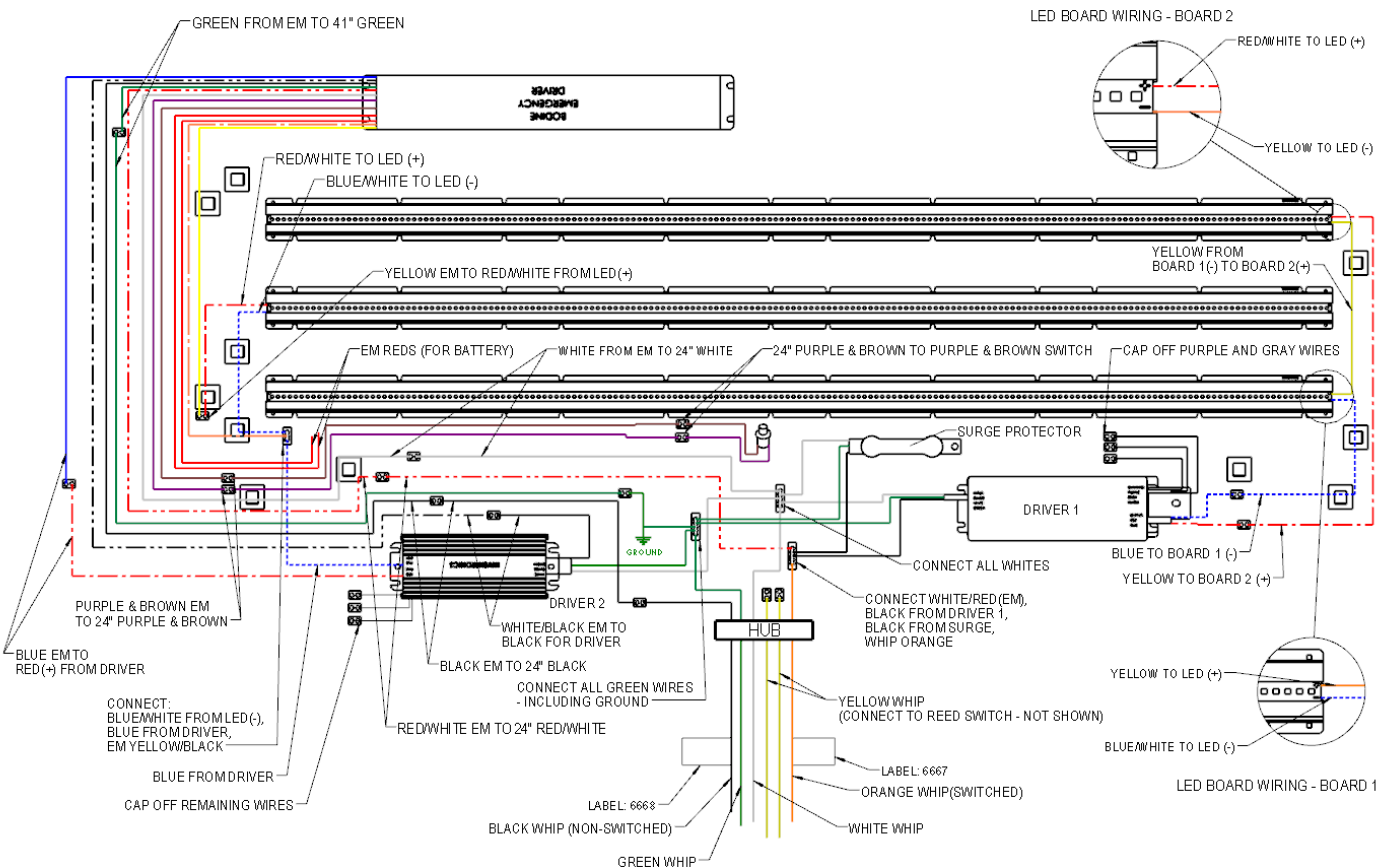 GREEN FROM EM TO 41" GREEN
LED BOARD WIRING - BOARD 2
RED/WHITE TO LED (+)
YELLOW TO LED (-)
BODINE
EMERGENCY
DRIVER
RED/WHITE TO LED (+)
BLUE/WHITE TO LED (-)
YELLOW EM TO RED/WHITE FROM LED(+)
YELLOW FROM
BOARD 1(-) TO BOARD 2(+)
EM REDS (FOR BATTERY)
WHITE FROM EM TO 24" WHITE
24" PURPLE & BROWN TO PURPLE & BROWN SWITCH
CAP OFF PURPLE AND GRAY WIRES
SURGE PROTECTOR
DRIVER 1
GROUND
CONNECT ALL WHITES
BLUE TO BOARD 1 (-)
YELLOW TO BOARD 2 (+)
DRIVER 2
PURPLE & BROWN EM
TO 24" PURPLE & BROWN
CONNECT WHITE/RED(EM),
BLACK FROM DRIVER 1,
BLACK FROM SURGE,
WHIP ORANGE
HUB
WHITE/BLACK EM TO
BLACK FOR DRIVER
BLUE EM TO
RED(+) FROM DRIVER
BLACK EM TO 24" BLACK
CONNECT ALL GREEN WIRES
- INCLUDING GROUND
YELLOW TO LED (+)
YELLOW WHIP
(CONNECT TO REED SWITCH - NOT SHOWN)
CONNECT:
BLUE/WHITE FROM LED(-),
BLUE FROM DRIVER,
EM YELLOW/BLACK
RED/WHITE EM TO 24" RED/WHITE
BLUE/WHITE TO LED (-)
BLUE FROM DRIVER
LABEL: 6667
LED BOARD WIRING - BOARD 1
CAP OFF REMAINING WIRES
LABEL: 6668
ORANGE WHIP(SWITCHED)
BLACK WHIP (NON-SWITCHED)
WHITE WHIP
GREEN WHIP